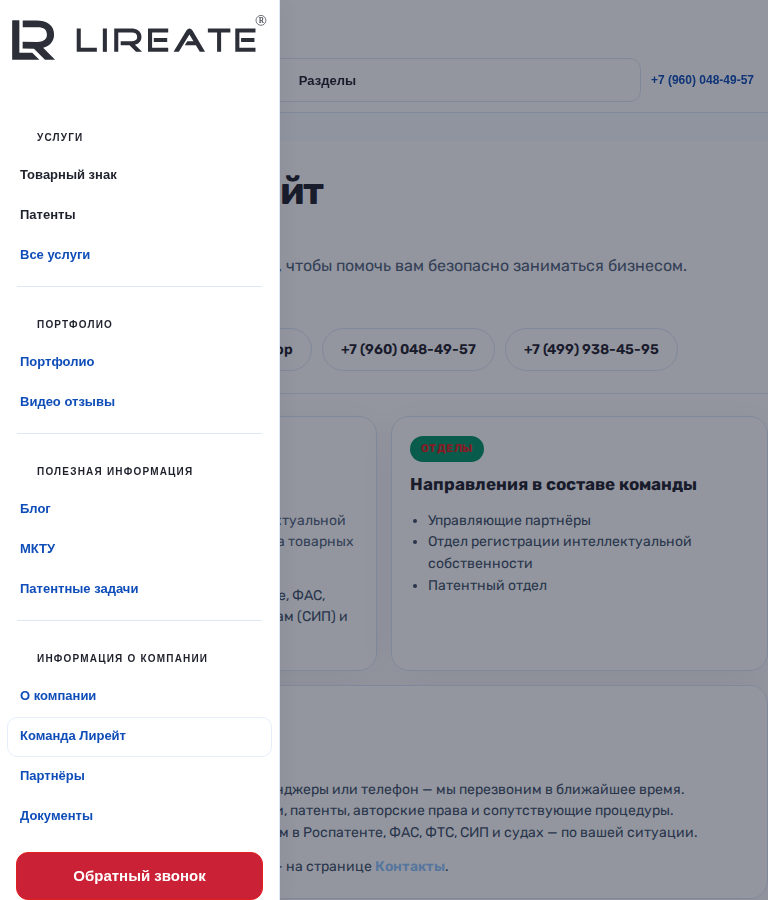 LIREATE®
УСЛУГИ
Товарный знак
Патенты
Все услуги
ПОРТФОЛИО
Портфолио
Видео отзывы
ПОЛЕЗНАЯ ИНФОРМАЦИЯ
Блог
МКТУ
Патентные задачи
ИНФОРМАЦИЯ О КОМПАНИИ
О компании
Команда Лирейт
Партнёры
Документы
Обратный звонок
Разделы
+7 (960) 048-49-57
йт
, чтобы помочь вам безопасно заниматься бизнесом.
pp
+7 (960) 048-49-57
+7 (499) 938-45-95
ктуальной
а товарных
е, ФАС,
ам (СИП) и
ОТДЕЛЫ
Направления в составе команды
• Управляющие партнёры
• Отдел регистрации интеллектуальной
собственности
• Патентный отдел
нджеры или телефон — мы перезвоним в ближайшее время.
и, патенты, авторские права и сопутствующие процедуры.
м в Роспатенте, ФАС, ФТС, СИП и судах — по вашей ситуации.
- на странице Контакты.